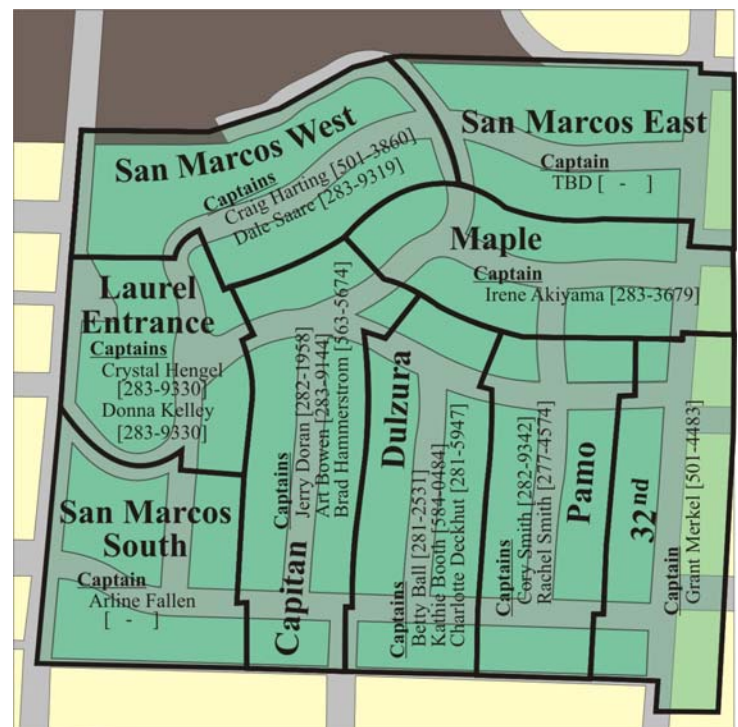 San Marcos West
Captains
Craig Harting [501-3860]
Dale Saare [283-9319]
San Marcos East
Captain
TBD [ - ]
Maple
Captain
Irene Akiyama [283-3679]
Laurel
Entrance
Captains
Crystal Hengel
[283-9330]
Donna Kelley
[283-9330]
San Marcos
South
Captain
Arline Fallen
[ - ]
Capitan
Captains
Jerry Doran [282-1958]
Art Bowen [283-9144]
Brad Hammerstrom [563-5674]
Dulzura
Captains
Betty Ball [281-2531]
Kathie Booth [584-0484]
Charlotte Deckhut [281-5947]
Pamo
Captains
Cory Smith [282-9342]
Rachel Smith [277-4574]
32nd
Captain
Grant Merkel [501-4483]